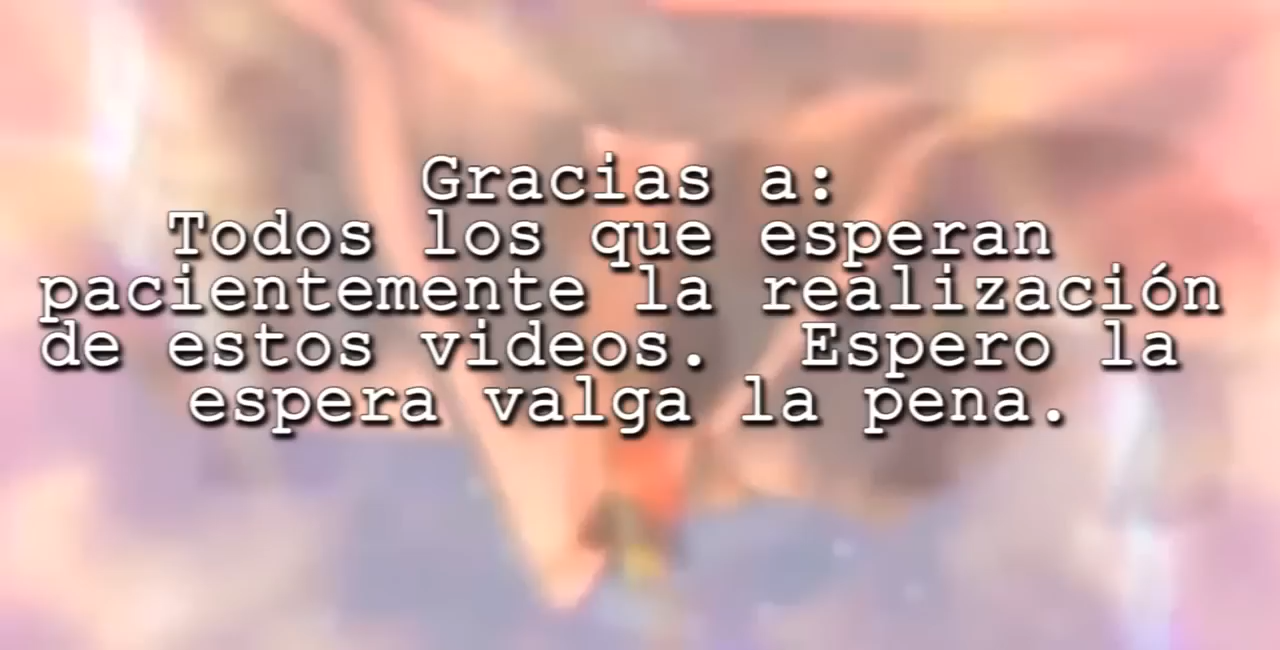 Gracias a:
Todos los que esperan
pacientemente la realización
de estos videos.  Espero la
espera valga la pena.